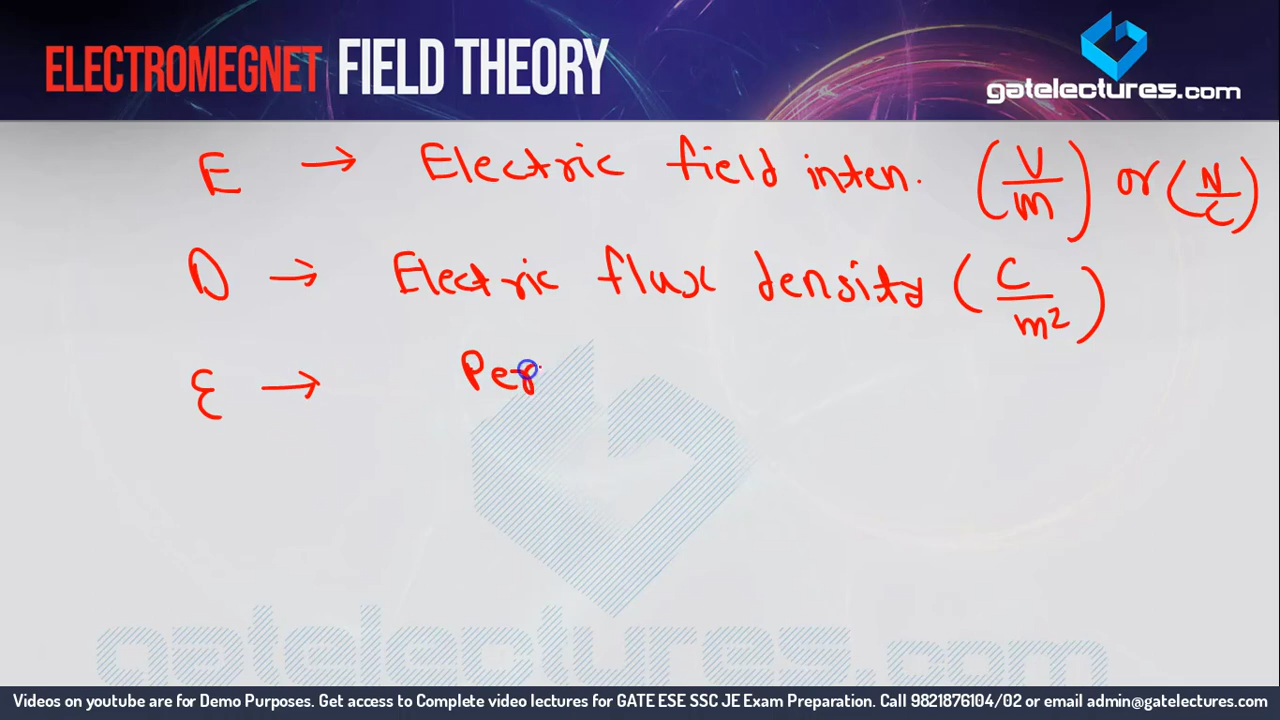 ELECTROMEGNET FIELD THEORY
gatelectures.com
E → Electric field inten. (V/m) or (N/C)
D → Electric flux density (C/m²)
ε → Per
gatelectures.com
Videos on youtube are for Demo Purposes. Get access to Complete video lectures for GATE ESE SSC JE Exam Preparation. Call 9821876104/02 or email admin@gatelectures.com